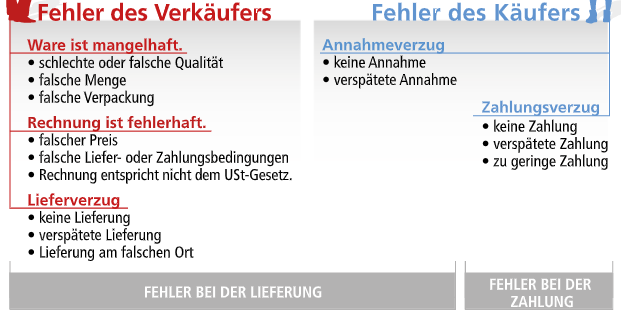 Fehler des Verkäufers
Ware ist mangelhaft.
• schlechte oder falsche Qualität
• falsche Menge
• falsche Verpackung
Rechnung ist fehlerhaft.
• falscher Preis
• falsche Liefer- oder Zahlungsbedingungen
• Rechnung entspricht nicht dem USt-Gesetz.
Lieferverzug
• keine Lieferung
• verspätete Lieferung
• Lieferung am falschen Ort
Fehler des Käufers
Annahmeverzug
• keine Annahme
• verspätete Annahme
Zahlungsverzug
• keine Zahlung
• verspätete Zahlung
• zu geringe Zahlung
FEHLER BEI DER LIEFERUNG
FEHLER BEI DER
ZAHLUNG